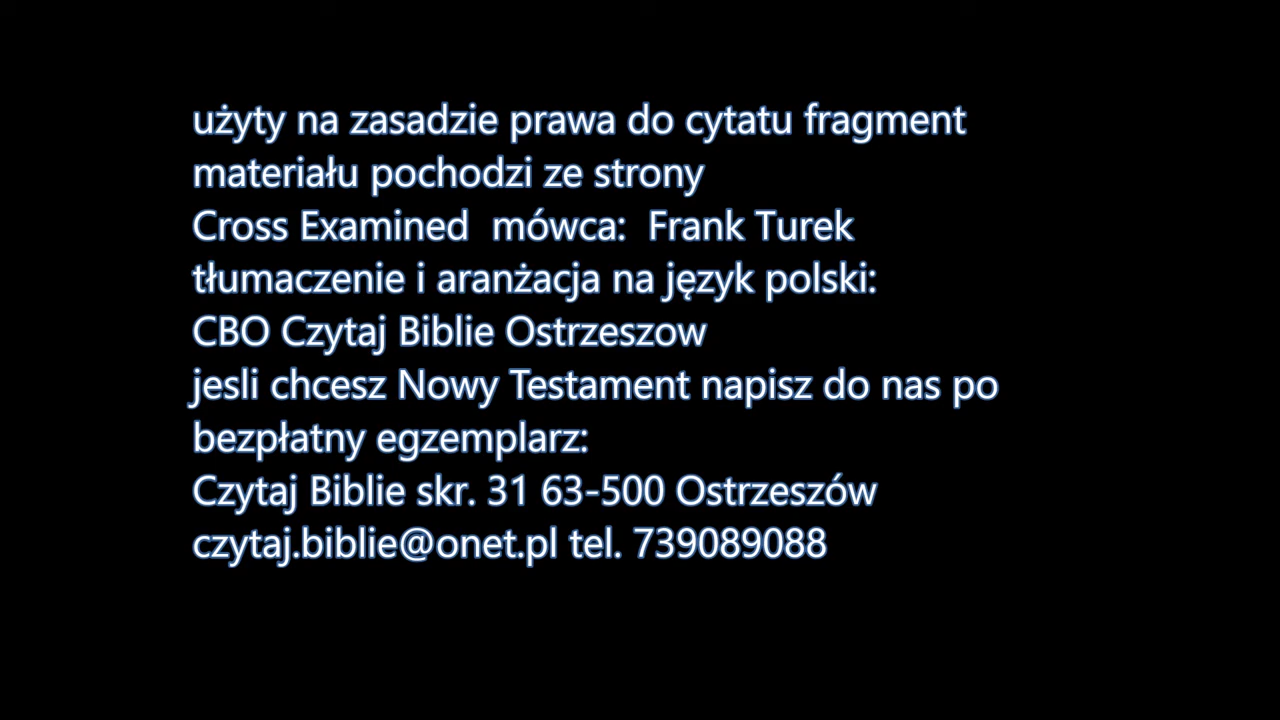 użyty na zasadzie prawa do cytatu fragment
materiału pochodzi ze strony
Cross Examined  mówca:  Frank Turek
tłumaczenie i aranżacja na język polski:
CBO Czytaj Biblie Ostrzeszow
jesli chcesz Nowy Testament napisz do nas po
bezpłatny egzemplarz:
Czytaj Biblie skr. 31 63-500 Ostrzeszów
czytaj.biblie@onet.pl tel. 739089088